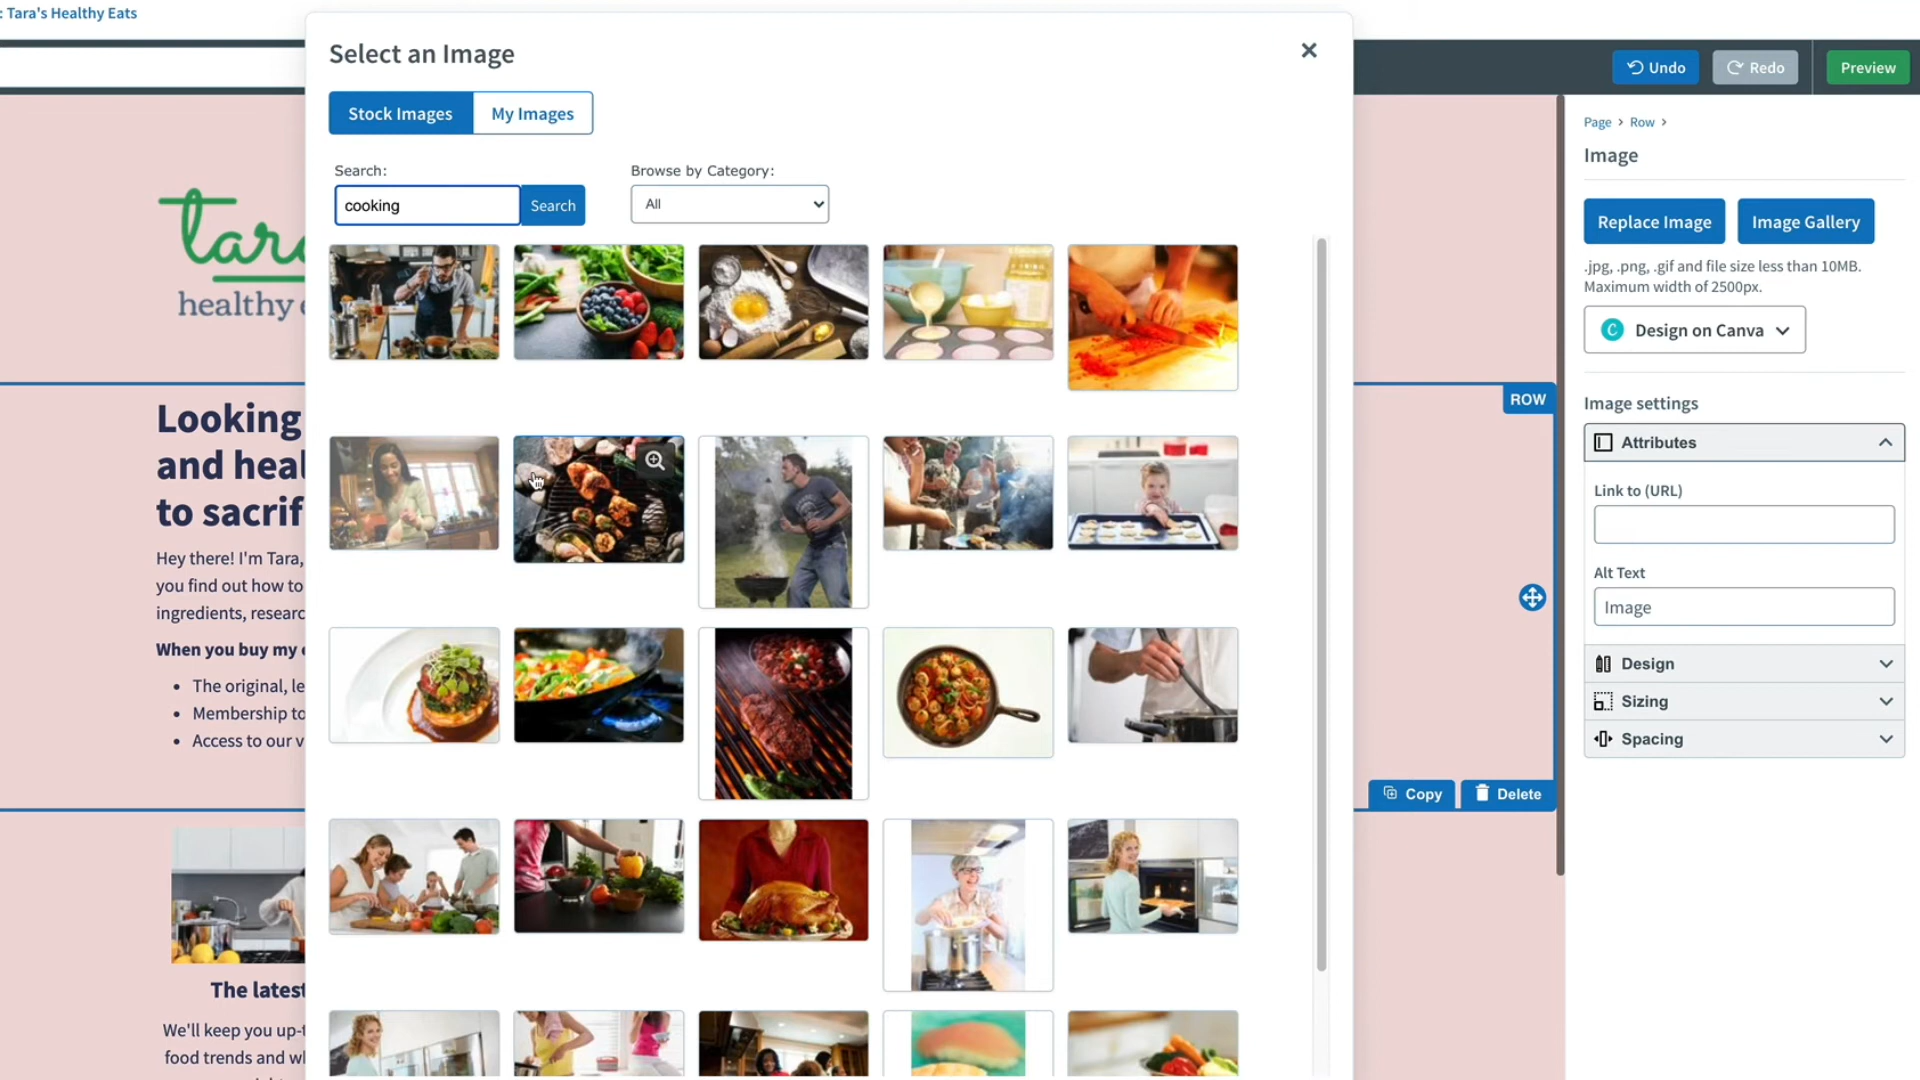 : Tara's Healthy Eats
Select an Image
Stock Images
My Images
Search:
Browse by Category:
cooking
Search
All
Undo
Redo
Preview
Page > Row >
Image
Replace Image
Image Gallery
.jpg, .png, .gif and file size less than 10MB.
Maximum width of 2500px.
C
Design on Canva
Image settings
Attributes
Link to (URL)
Alt Text
Image
Design
Sizing
Spacing
ROW
Copy
Delete
tar
healthy
Looking
and heal
to sacrif
Hey there! I'm Tara,
you find out how to
ingredients, researc
When you buy my
• The original, le
• Membership to
• Access to our v
The latest
We'll keep you up-t
food trends and wh